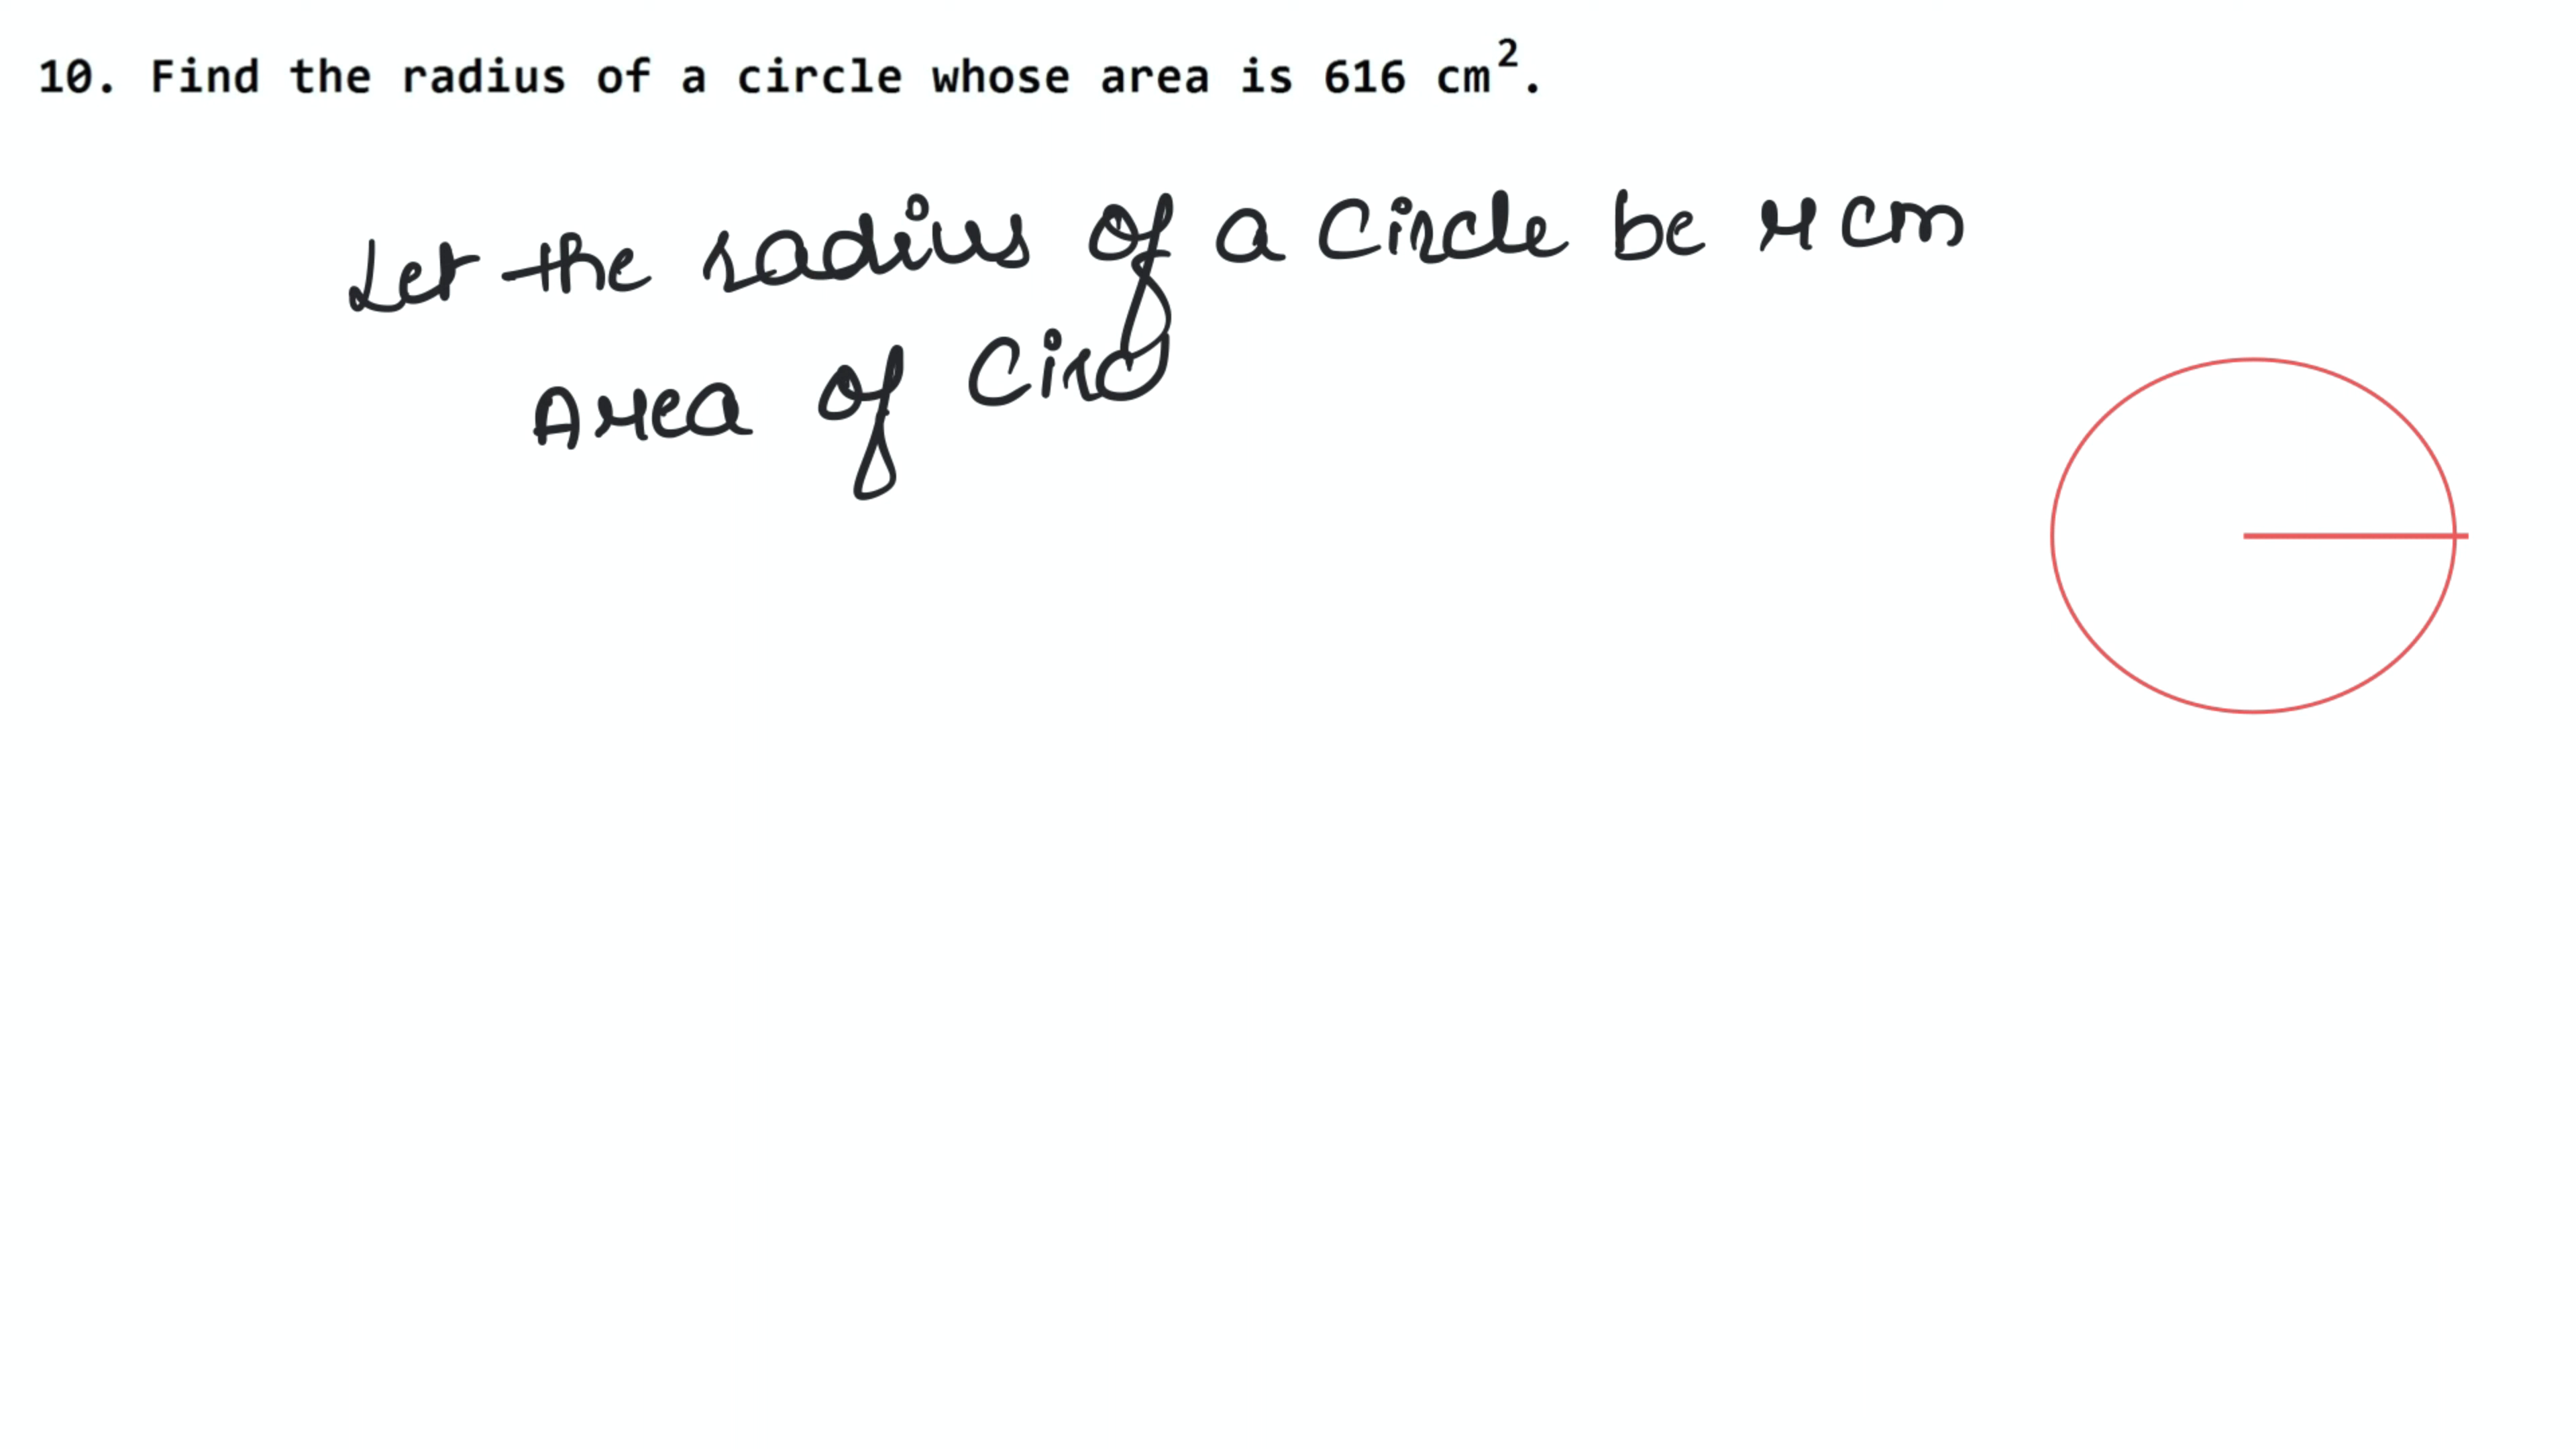 10. Find the radius of a circle whose area is 616 cm².
Let the radius of a circle be r cm
Area of Circ